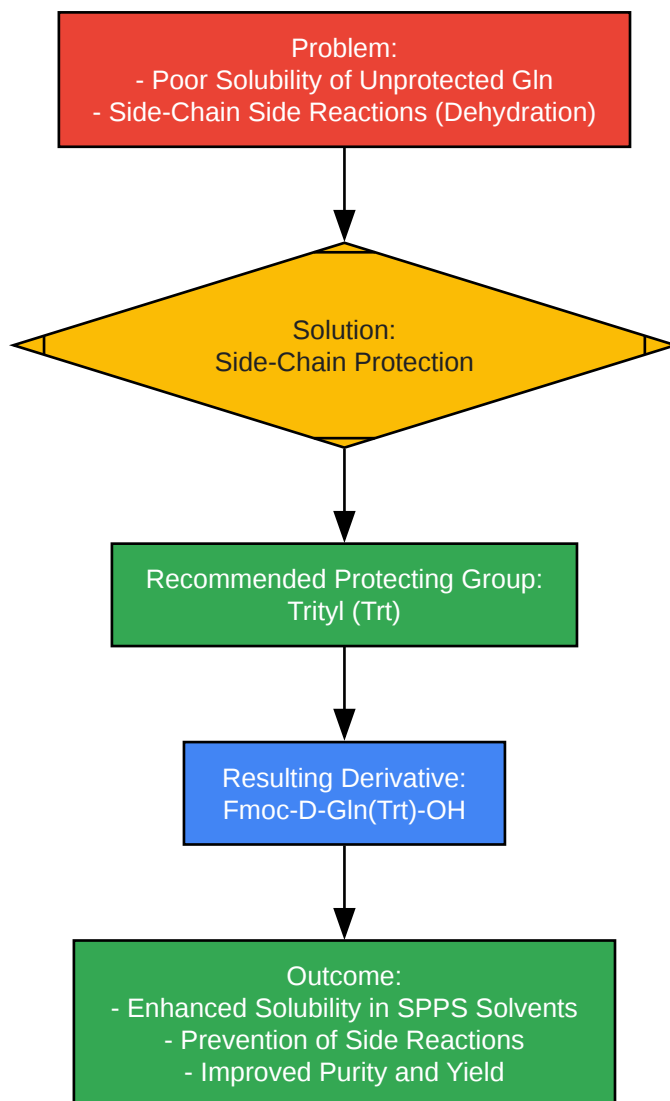 Problem:
- Poor Solubility of Unprotected Gln
- Side-Chain Side Reactions (Dehydration)
Solution:
Side-Chain Protection
Recommended Protecting Group:
Trityl (Trt)
Resulting Derivative:
Fmoc-D-Gln(Trt)-OH
Outcome:
- Enhanced Solubility in SPPS Solvents
- Prevention of Side Reactions
- Improved Purity and Yield